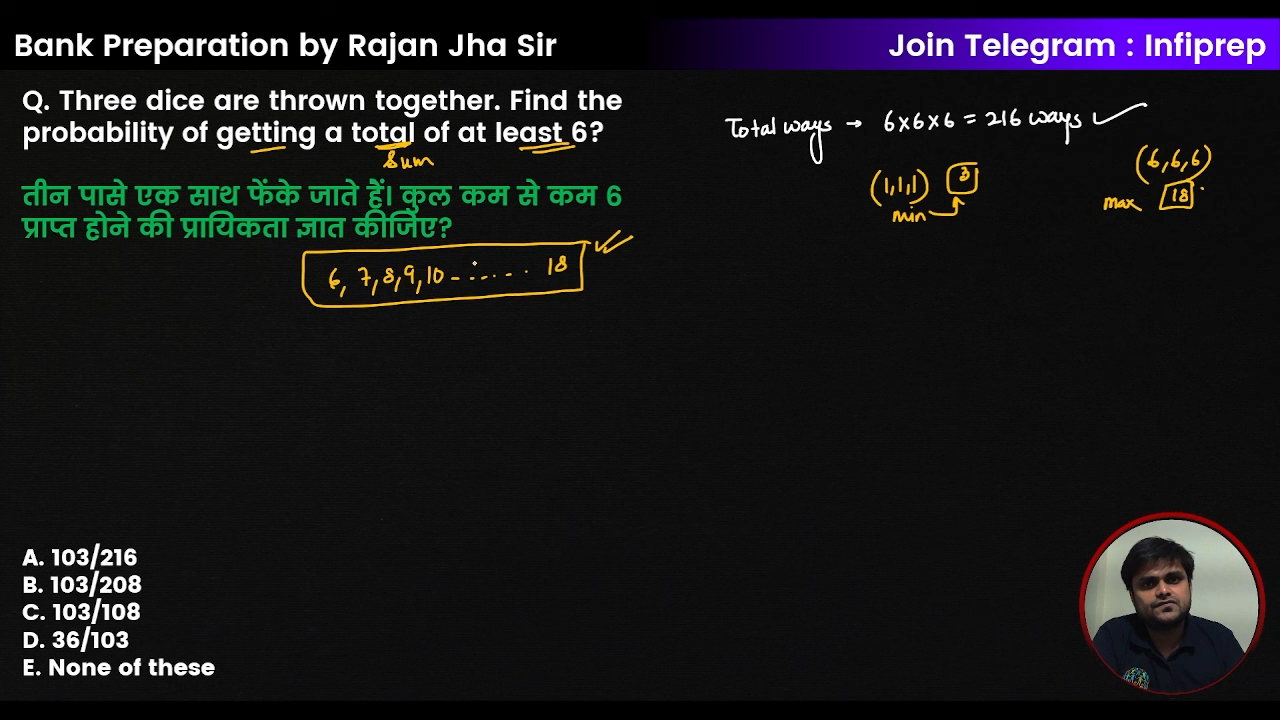 Bank Preparation by Rajan Jha Sir
Join Telegram : Infiprep
Q. Three dice are thrown together. Find the
probability of getting a total of at least 6?
Sum
तीन पासे एक साथ फेंके जाते हैं। कुल कम से कम 6
प्राप्त होने की प्रायिकता ज्ञात कीजिए?
6, 7, 8, 9, 10 - ....... 18
Total ways → 6×6×6 = 216 ways
(1,1,1) 3
min
(6,6,6)
max 18
A. 103/216
B. 103/208
C. 103/108
D. 36/103
E. None of these